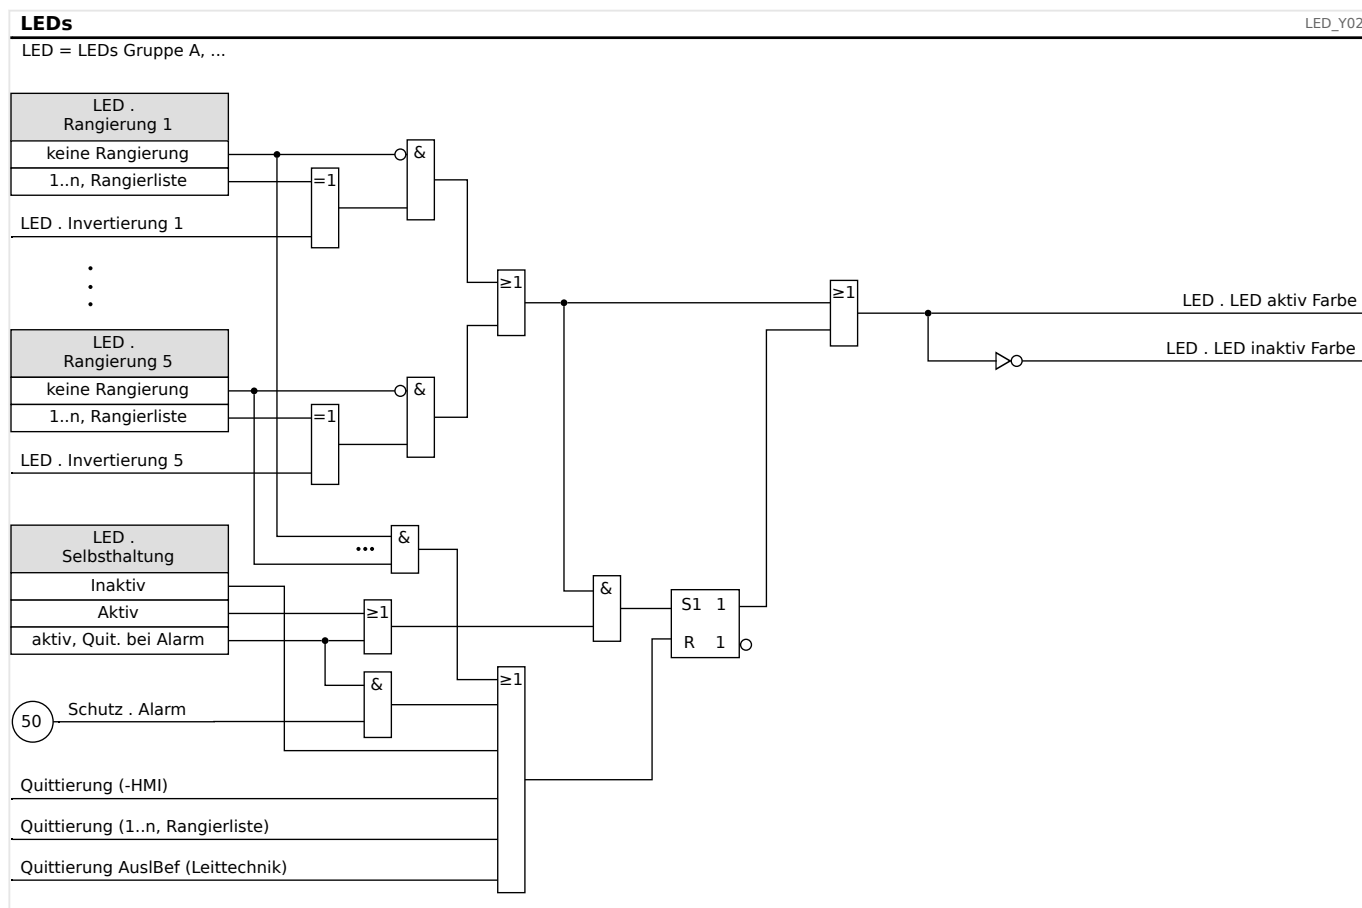 LEDs
LED_Y02
LED = LEDs Gruppe A, ...
LED .
Rangierung 1
keine Rangierung
1..n, Rangierliste
LED . Invertierung 1
=1
&
≥1
≥1
LED . LED aktiv Farbe
LED . LED inaktiv Farbe
LED .
Rangierung 5
keine Rangierung
1..n, Rangierliste
LED . Invertierung 5
=1
&
LED .
Selbsthaltung
Inaktiv
Aktiv
aktiv, Quit. bei Alarm
&
≥1
&
S1 1
R 1
&
≥1
50
Schutz . Alarm
Quittierung (-HMI)
Quittierung (1..n, Rangierliste)
Quittierung AuslBef (Leittechnik)